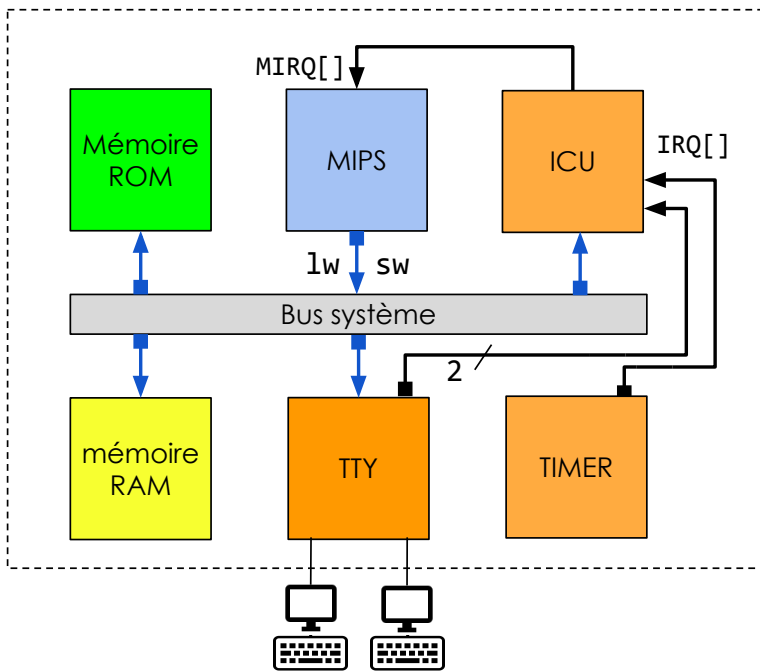 MIRQ[]
Mémoire
ROM
MIPS
ICU
IRQ[]
lw sw
Bus système
2
mémoire
RAM
TTY
TIMER